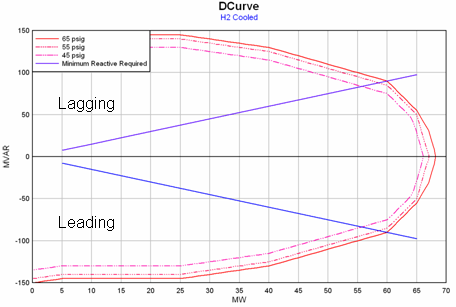 DCurve
H2 Cooled
65 psig
55 psig
45 psig
Minimum Reactive Required
Lagging
Leading
MVAR
150
100
50
0
-50
-100
-150
0 5 10 15 20 25 30 35 40 45 50 55 60 65 70
MW